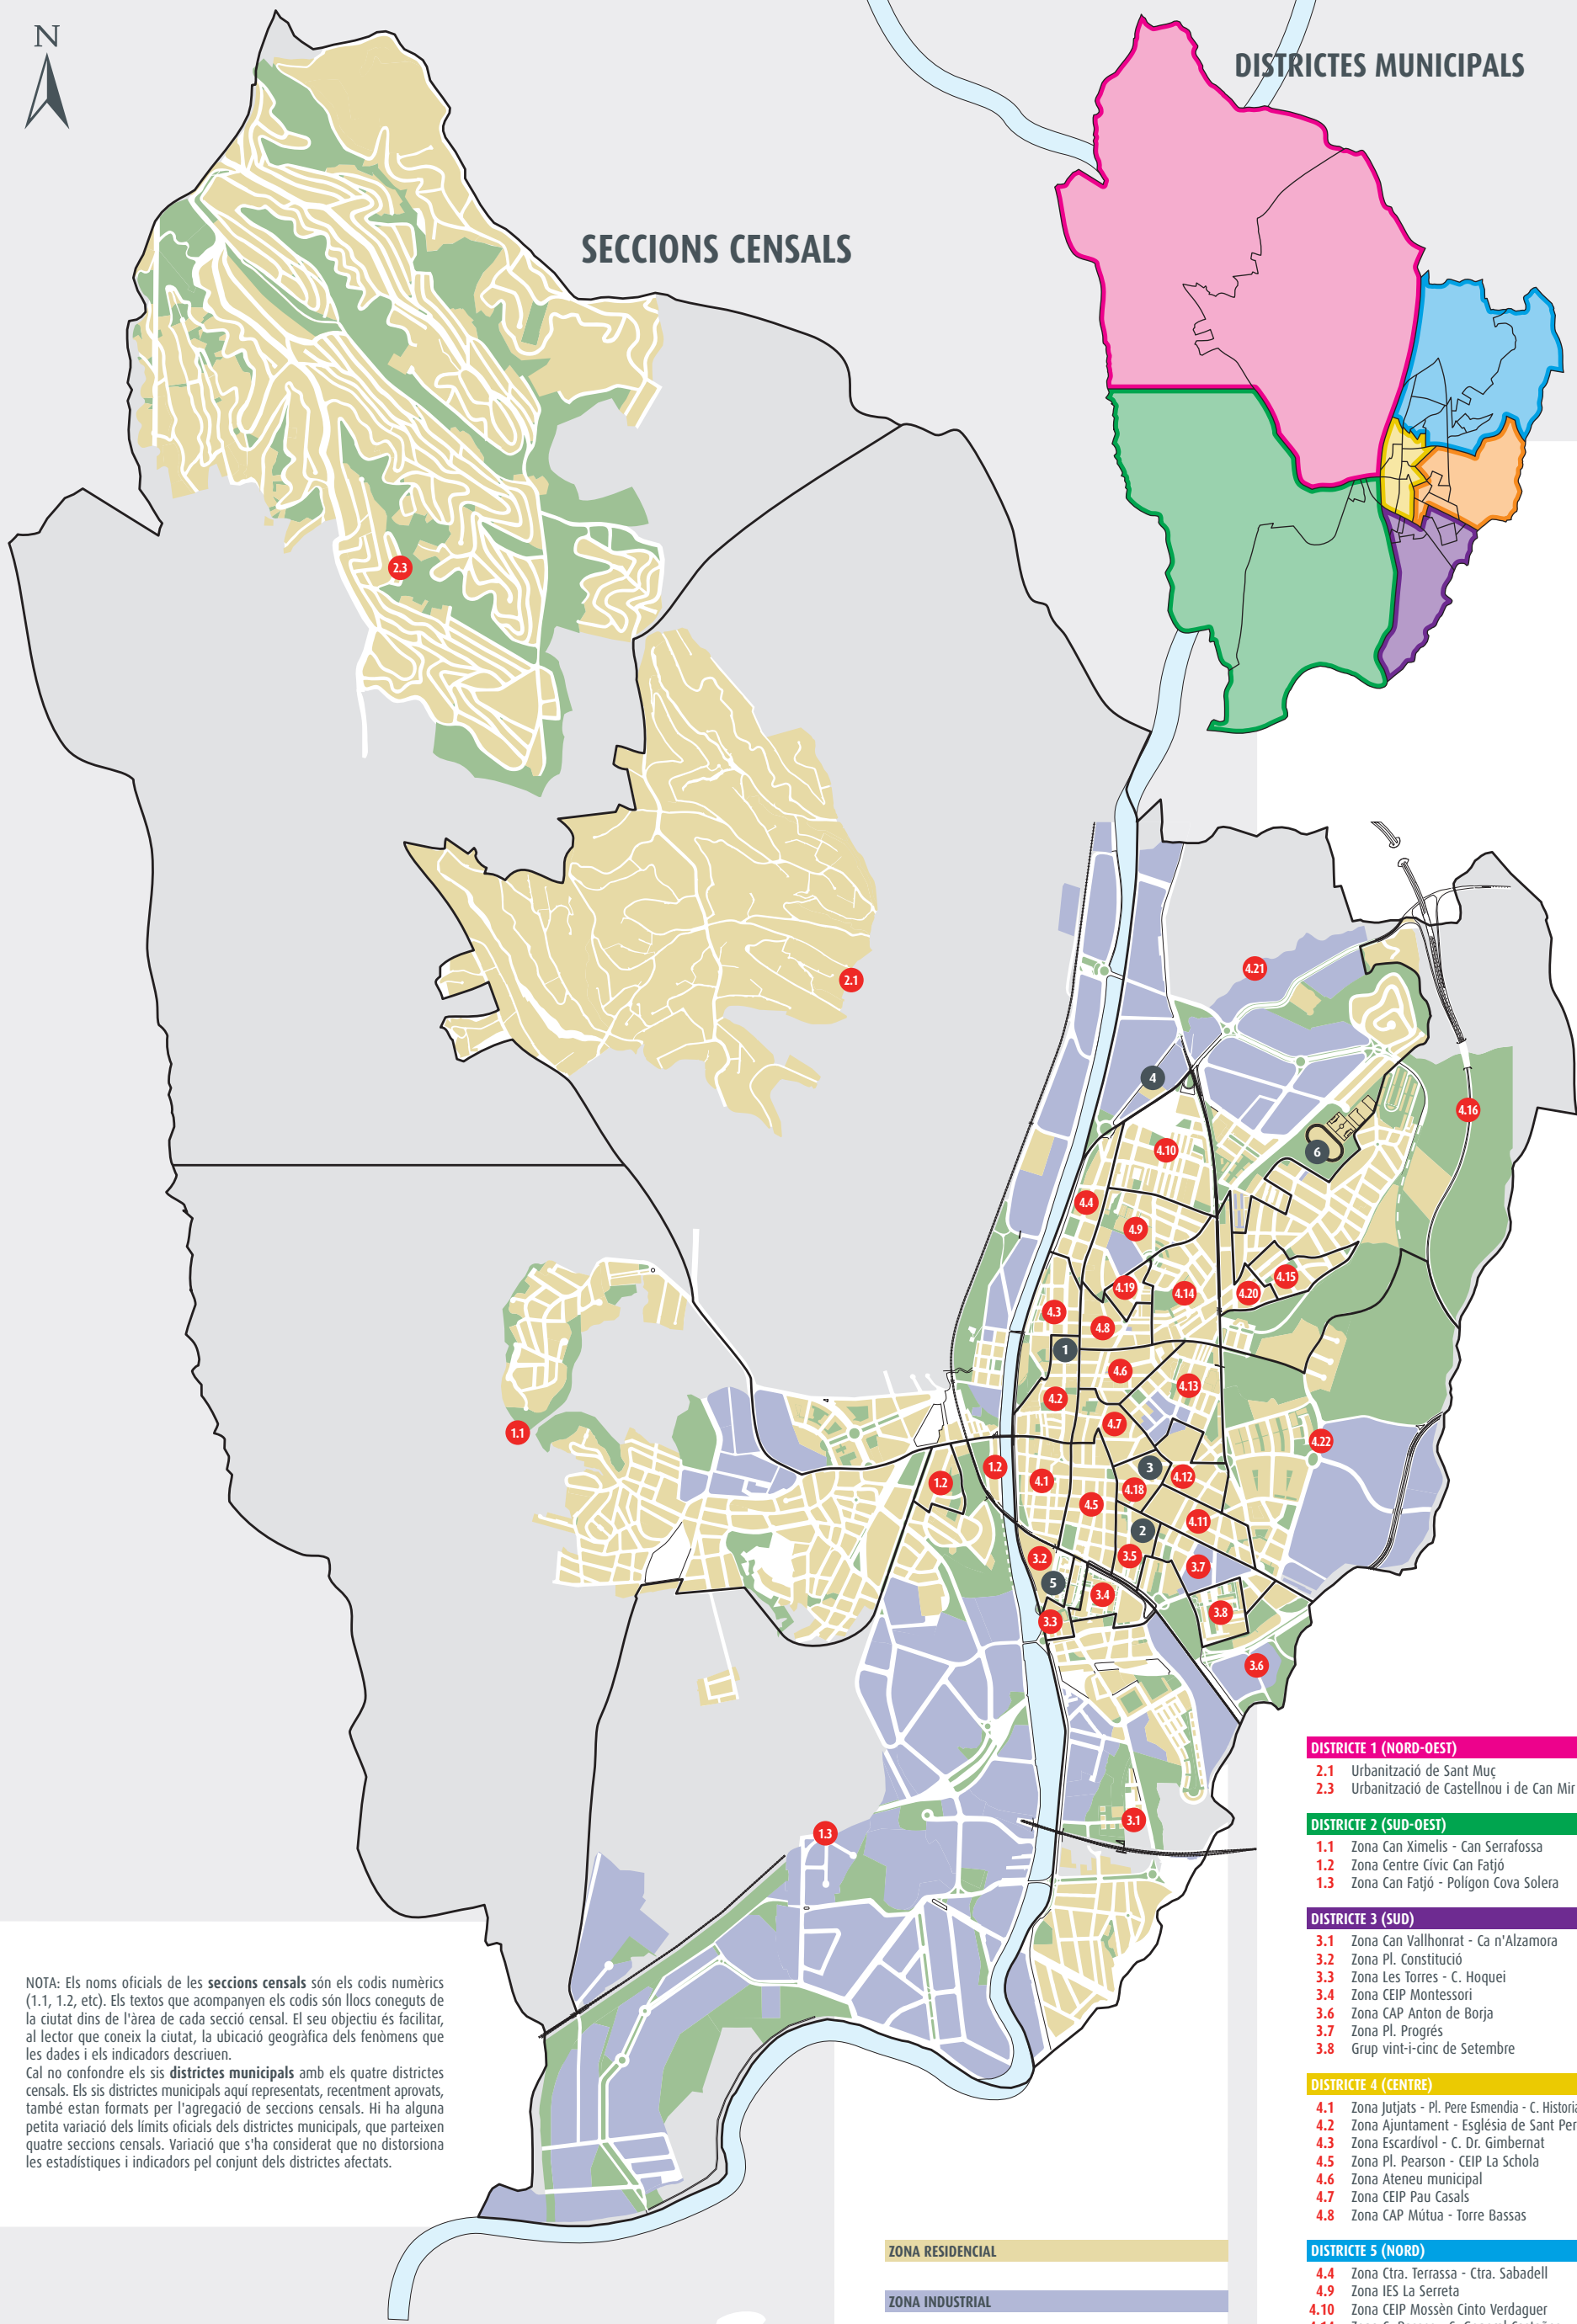 N
DISTRICTES MUNICIPALS
SECCIONS CENSALS
2.3
2.1
4.21
4
4.16
6
4.10
4.4
4.9
4.15
4.19
4.14
4.20
4.3
4.8
1
4.6
4.13
4.2
4.7
1.1
4.22
1.2
3
1.2
4.1
4.12
4.18
4.5
4.11
2
3.2
3.5
3.7
5
3.4
3.8
3.3
3.6
3.1
1.3
DISTRICTE 1 (NORD-OEST)
2.1 Urbanització de Sant Muç
2.3 Urbanització de Castellnou i de Can Mir
DISTRICTE 2 (SUD-OEST)
1.1 Zona Can Ximelis - Can Serrafossa
1.2 Zona Centre Cívic Can Fatjó
1.3 Zona Can Fatjó - Polígon Cova Solera
DISTRICTE 3 (SUD)
3.1 Zona Can Vallhonrat - Ca n'Alzamora
3.2 Zona Pl. Constitució
3.3 Zona Les Torres - C. Hoquei
3.4 Zona CEIP Montessori
3.6 Zona CAP Anton de Borja
3.7 Zona Pl. Progrés
3.8 Grup vint-i-cinc de Setembre
DISTRICTE 4 (CENTRE)
4.1 Zona Jutjats - Pl. Pere Esmendia - C. Historia
4.2 Zona Ajuntament - Església de Sant Per
4.3 Zona Escardívol - C. Dr. Gimbernat
4.5 Zona Pl. Pearson - CEIP La Schola
4.6 Zona Ateneu municipal
4.7 Zona CEIP Pau Casals
4.8 Zona CAP Mútua - Torre Bassas
DISTRICTE 5 (NORD)
4.4 Zona Ctra. Terrassa - Ctra. Sabadell
4.9 Zona IES La Serreta
4.10 Zona CEIP Mossèn Cinto Verdaguer
NOTA: Els noms oficials de les seccions censals són els codis numèrics
(1.1, 1.2, etc). Els textos que acompanyen els codis són llocs coneguts de
la ciutat dins de l'àrea de cada secció censal. El seu objectiu és facilitar,
al lector que coneix la ciutat, la ubicació geogràfica dels fenòmens que
les dades i els indicadors descriuen.
Cal no confondre els sis districtes municipals amb els quatre districtes
censals. Els sis districtes municipals aquí representats, recentment aprovats,
també estan formats per l'agregació de seccions censals. Hi ha alguna
petita variació dels límits oficials dels districtes municipals, que parteixen
quatre seccions censals. Variació que s'ha considerat que no distorsiona
les estadístiques i indicadors pel conjunt dels districtes afectats.
ZONA RESIDENCIAL
ZONA INDUSTRIAL